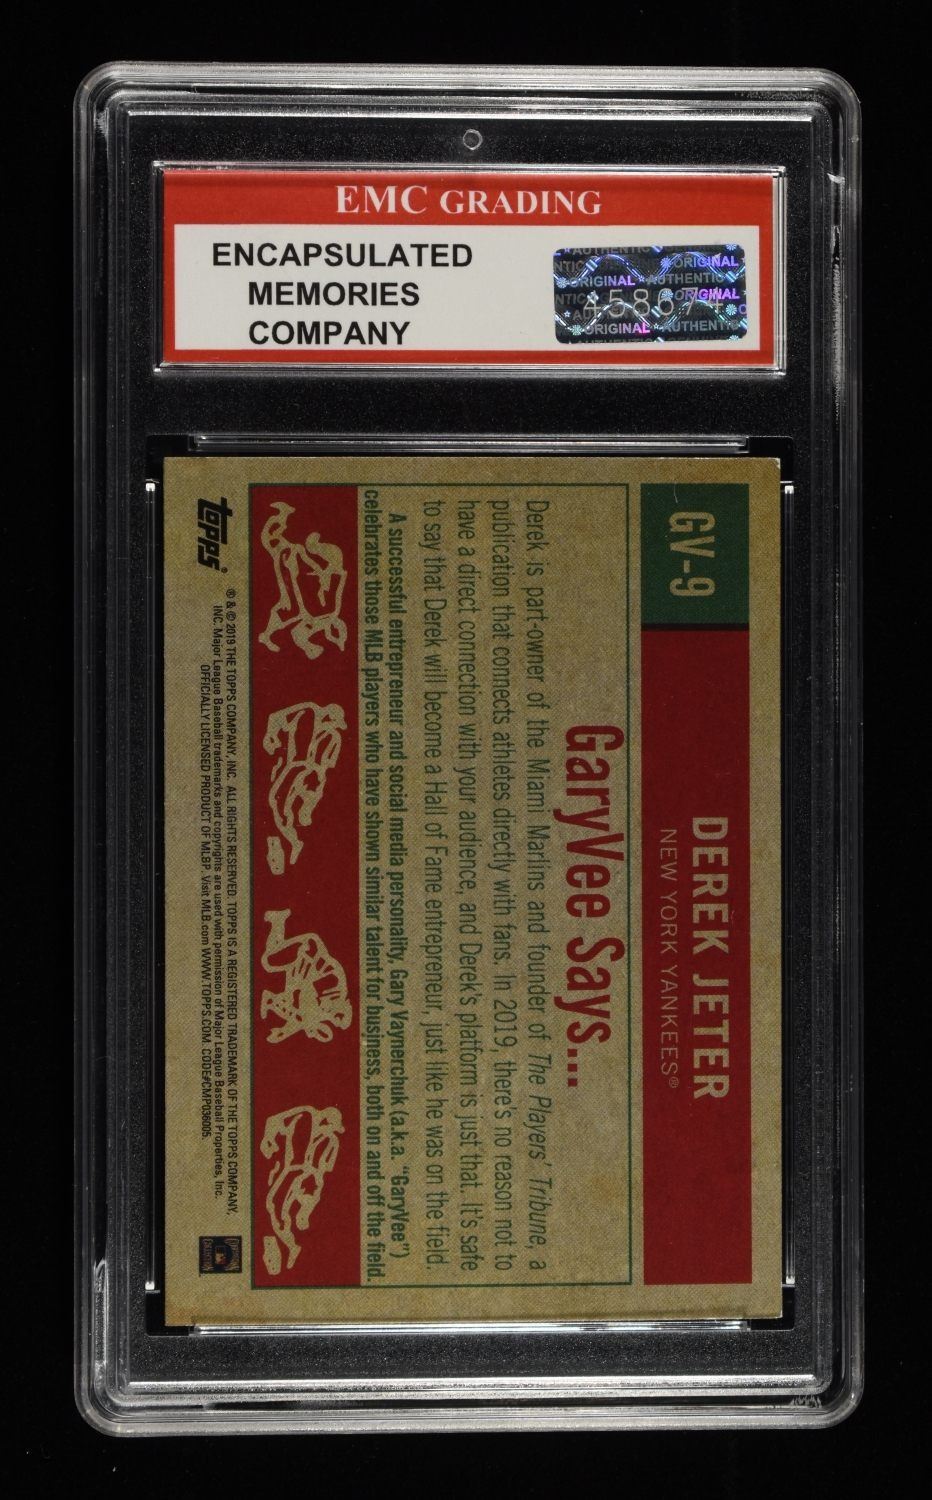 EMC GRADING
ENCAPSULATED
MEMORIES
COMPANY
458674
GV-9
DEREK JETER
NEW YORK YANKEES®
GaryVee Says...
Derek is part-owner of the Miami Marlins and founder of The Players' Tribune, a
publication that connects athletes directly with fans. In 2019, there's no reason not to
have a direct connection with your audience, and Derek's platform is just that. It's safe
to say that Derek will become a Hall of Fame entrepreneur, just like he was on the field.
A successful entrepreneur and social media personality, Gary Vaynerchuk (a.k.a. "GaryVee")
celebrates those MLB players who have shown similar talent for business, both on and off the field.
topps®
® & © 2019 THE TOPPS COMPANY, INC. ALL RIGHTS RESERVED. TOPPS IS A REGISTERED TRADEMARK OF THE TOPPS COMPANY,
INC. Major League Baseball trademarks and copyrights are used with permission of Major League Baseball Properties, Inc.
OFFICIALLY LICENSED PRODUCT OF MLBP. Visit MLB.com WWW.TOPPS.COM. CODE#CMP036005.